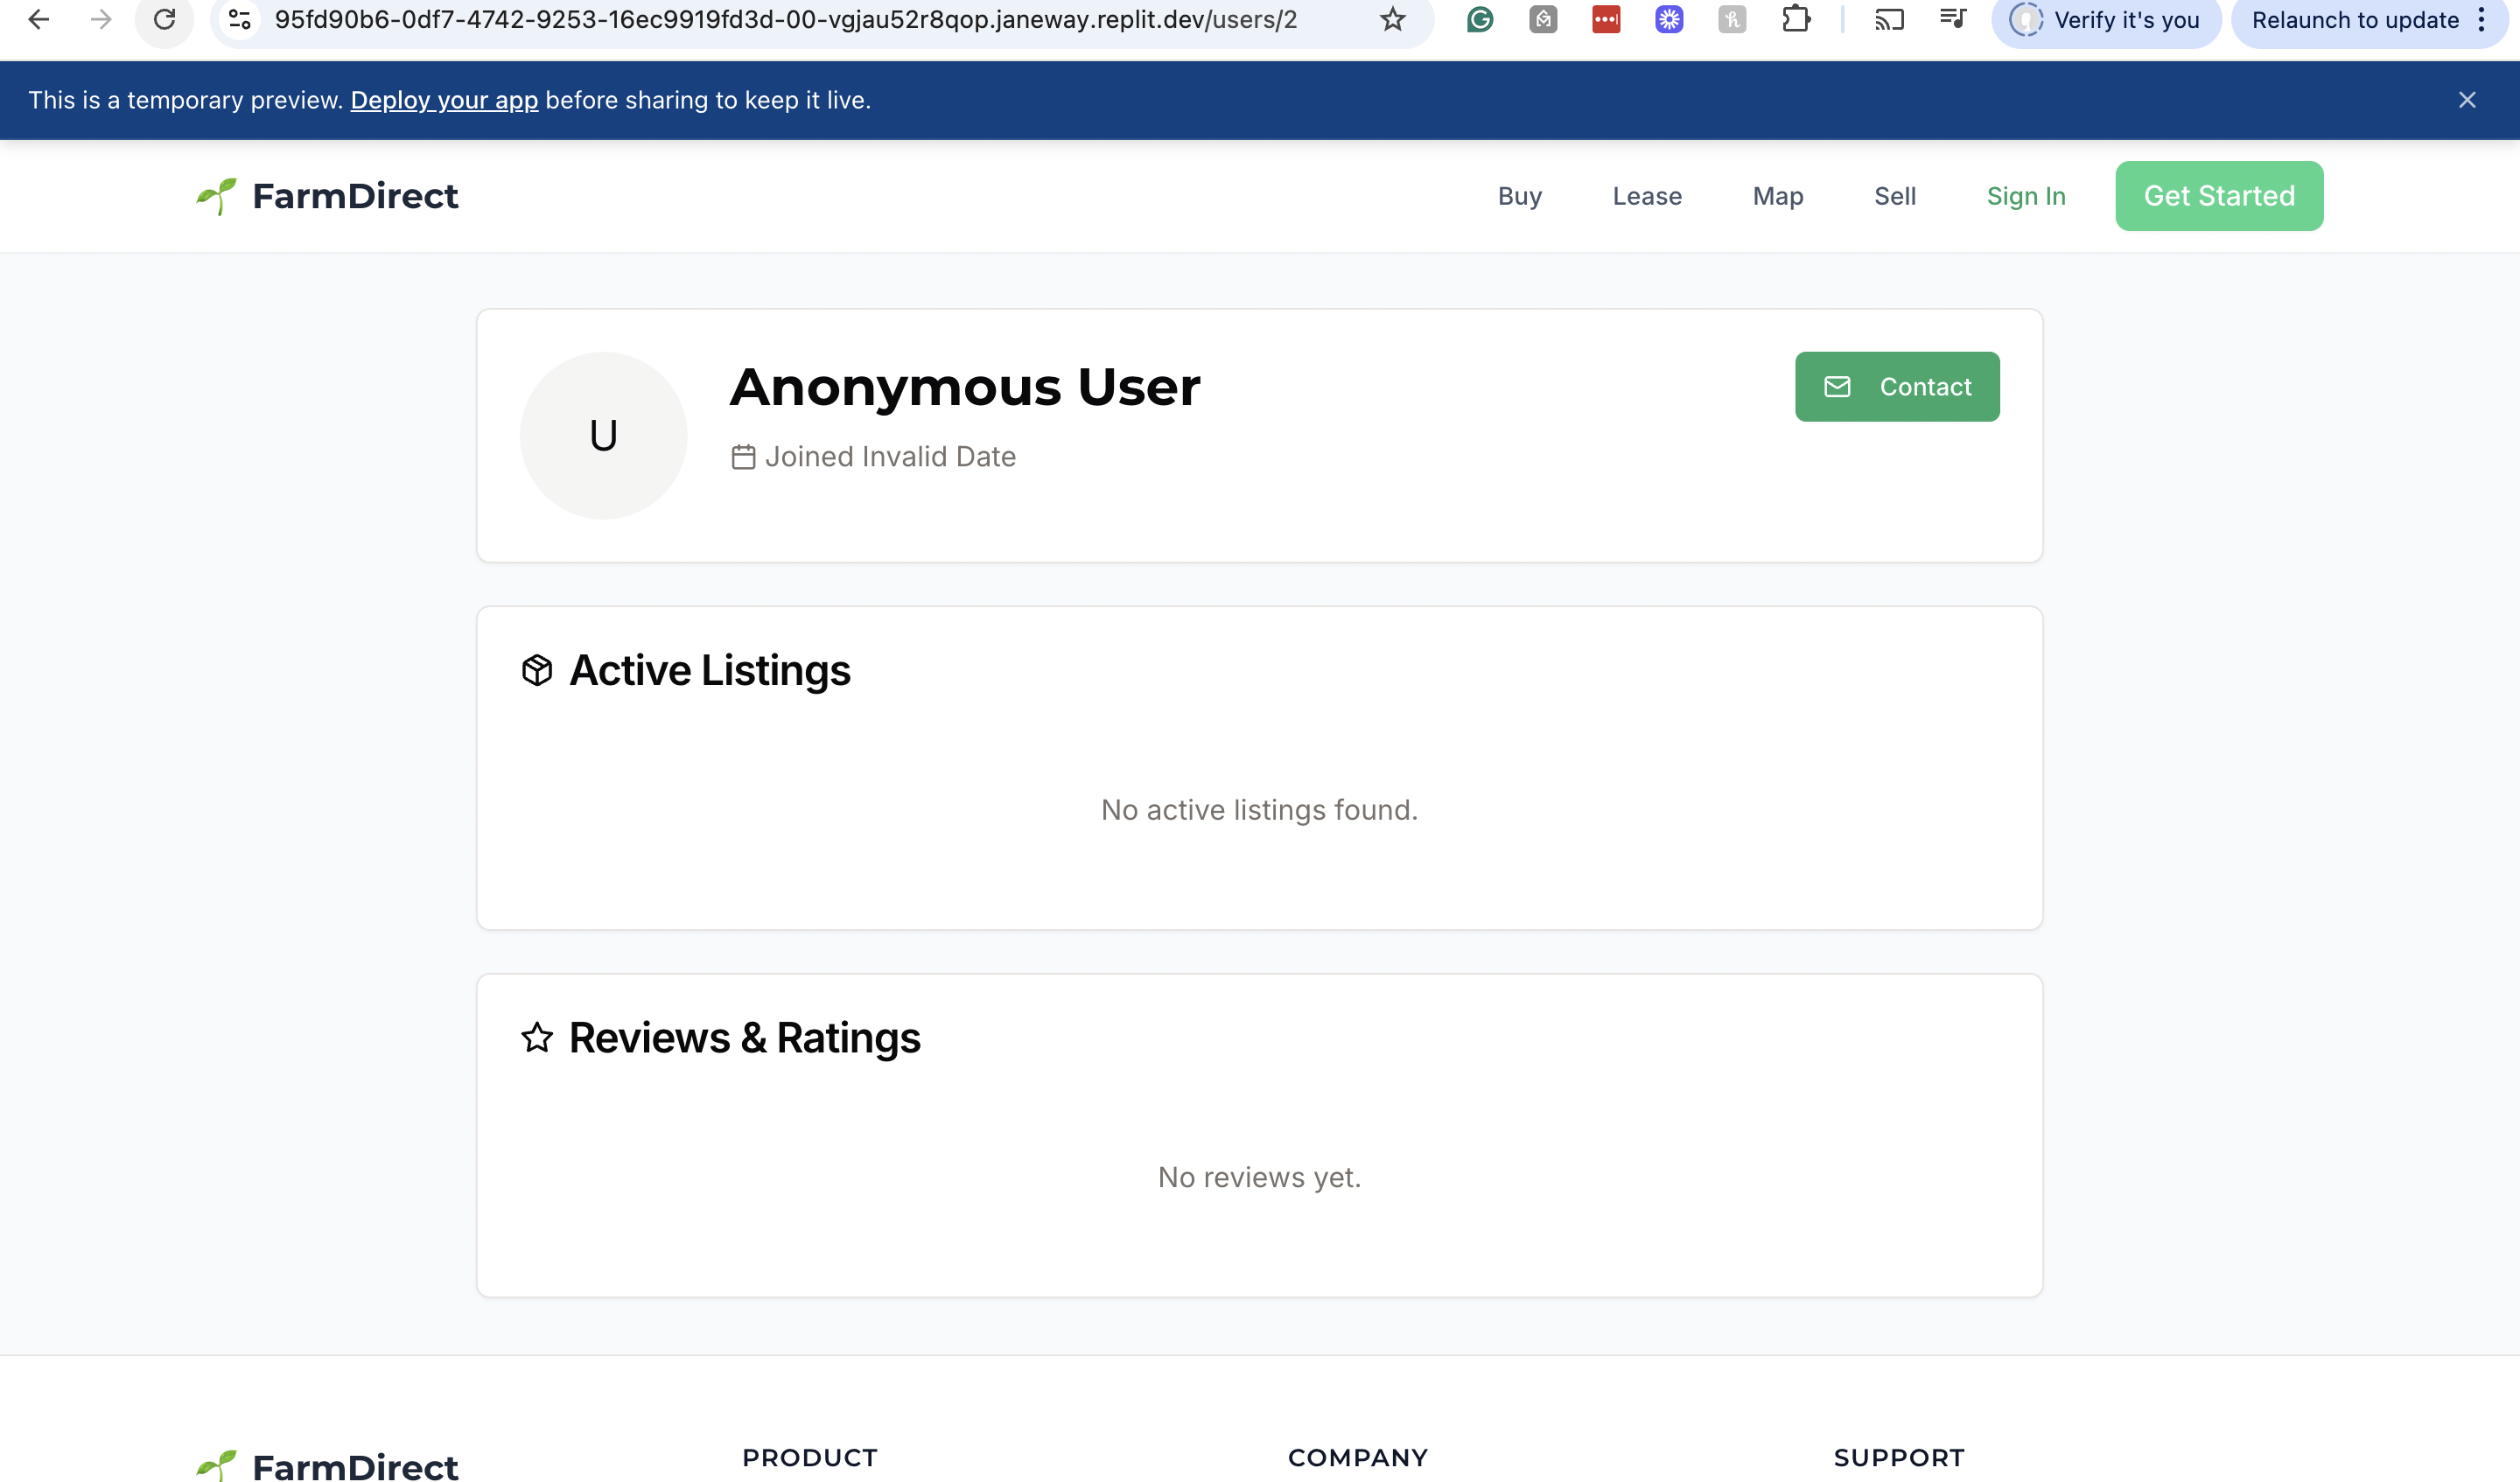 95fd90b6-0df7-4742-9253-16ec9919fd3d-00-vgjau52r8qop.janeway.replit.dev/users/2
Verify it's you
Relaunch to update
This is a temporary preview. Deploy your app before sharing to keep it live.
FarmDirect
Buy
Lease
Map
Sell
Sign In
Get Started
U
Anonymous User
Joined Invalid Date
Contact
Active Listings
No active listings found.
Reviews & Ratings
No reviews yet.
FarmDirect
PRODUCT
COMPANY
SUPPORT